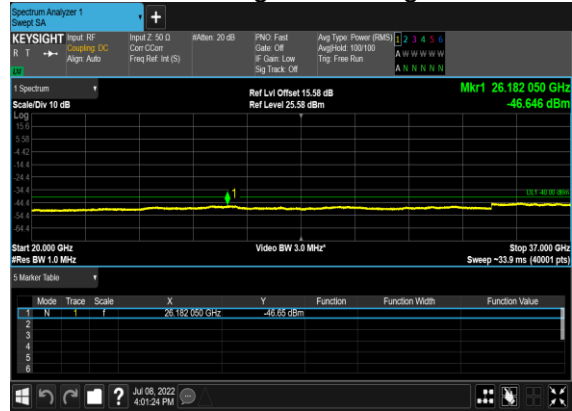 Spectrum Analyzer 1
Swept SA
+
KEYSIGHT Input: RF Input Z: 50 Ω #Atten: 20 dB PNO: Fast Avg Type: Power (RMS) 1 2 3 4 5 6
R T Coupling: DC Corr CCorr Gate: Off Avg|Hold: 100/100 A W W W W W
Align: Auto Freq Ref: Int (S) IF Gain: Low Trig: Free Run
Sig Track: Off A N N N N N
1 Spectrum Ref Lvl Offset 15.58 dB Mkr1 26.182 050 GHz
Scale/Div 10 dB Ref Level 25.58 dBm -46.646 dBm
Log
15.6
5.58
-4.42
-14.4
-24.4
-34.4 1 DL1 -40.00 dBm
-44.4
-54.4
-64.4
Start 20.000 GHz Video BW 3.0 MHz* Stop 37.000 GHz
#Res BW 1.0 MHz Sweep ~33.9 ms (40001 pts)
5 Marker Table
Mode Trace Scale X Y Function Function Width Function Value
1 N 1 f 26.182 050 GHz -46.65 dBm
2
3
4
5
6
? Jul 08, 2022
4:01:24 PM